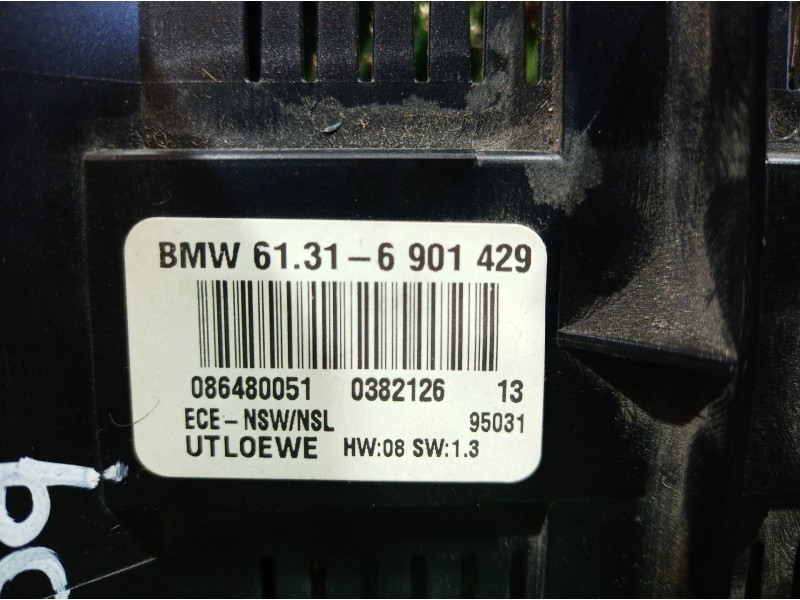 BMW 61.31-6 901 429
086480051 0382126 13
ECE-NSW/NSL 95031
UTLOEWE HW:08 SW:1.3